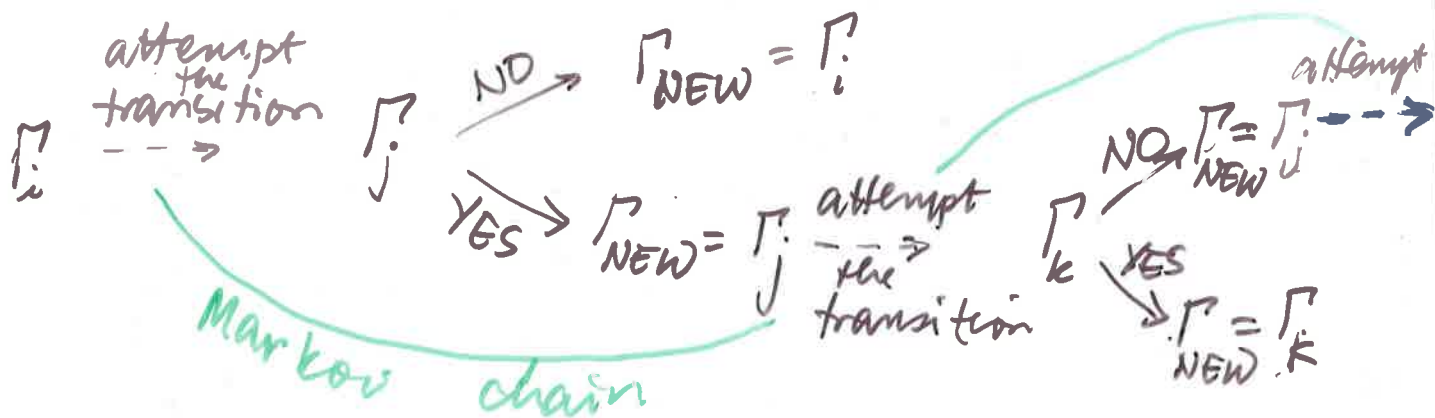 attempt
the
transition
Γi
Γj
NO
ΓNEW = Γi
YES
ΓNEW = Γj
attempt
the
transition
Γk
NO
ΓNEW = Γj
attempt
YES
ΓNEW = Γk
Markov chain